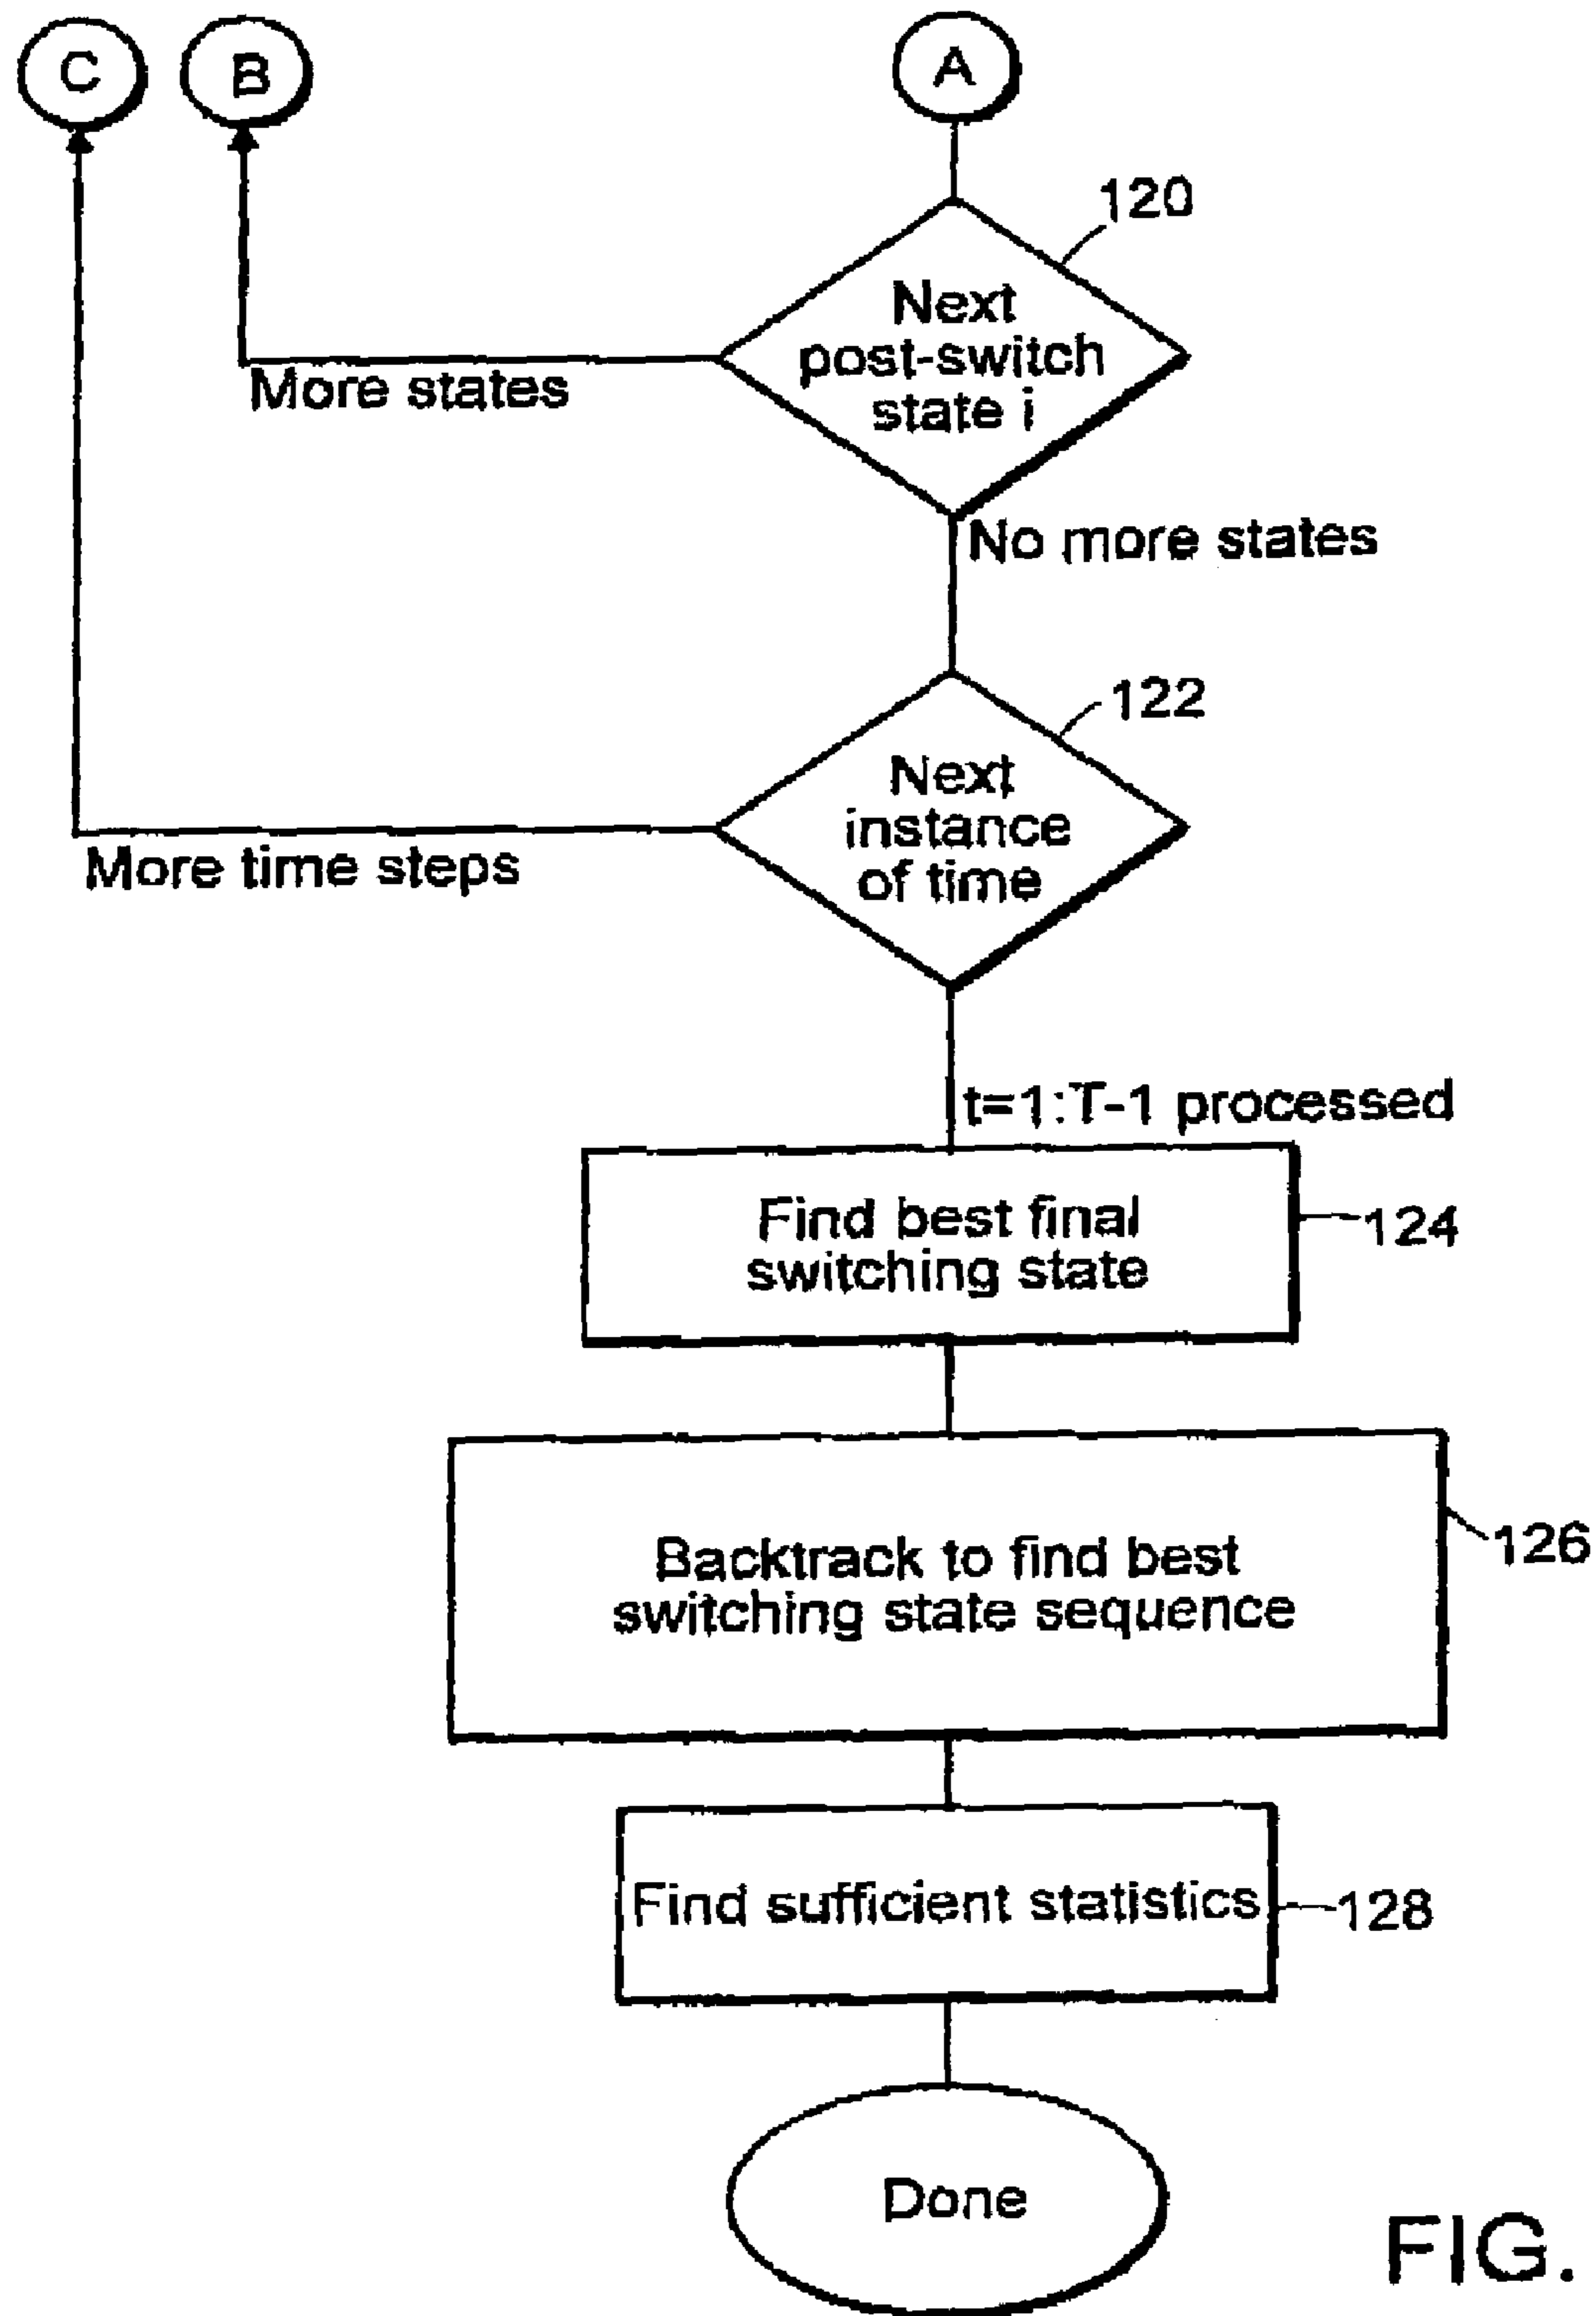 C
B
A
120
Next
post-switch
state i
More states
No more states
122
Next
instance
of time
More time steps
t=1:T-1 processed
Find best final
switching state
124
Backtrack to find best
switching state sequence
126
Find sufficient statistics
128
Done
FIG.